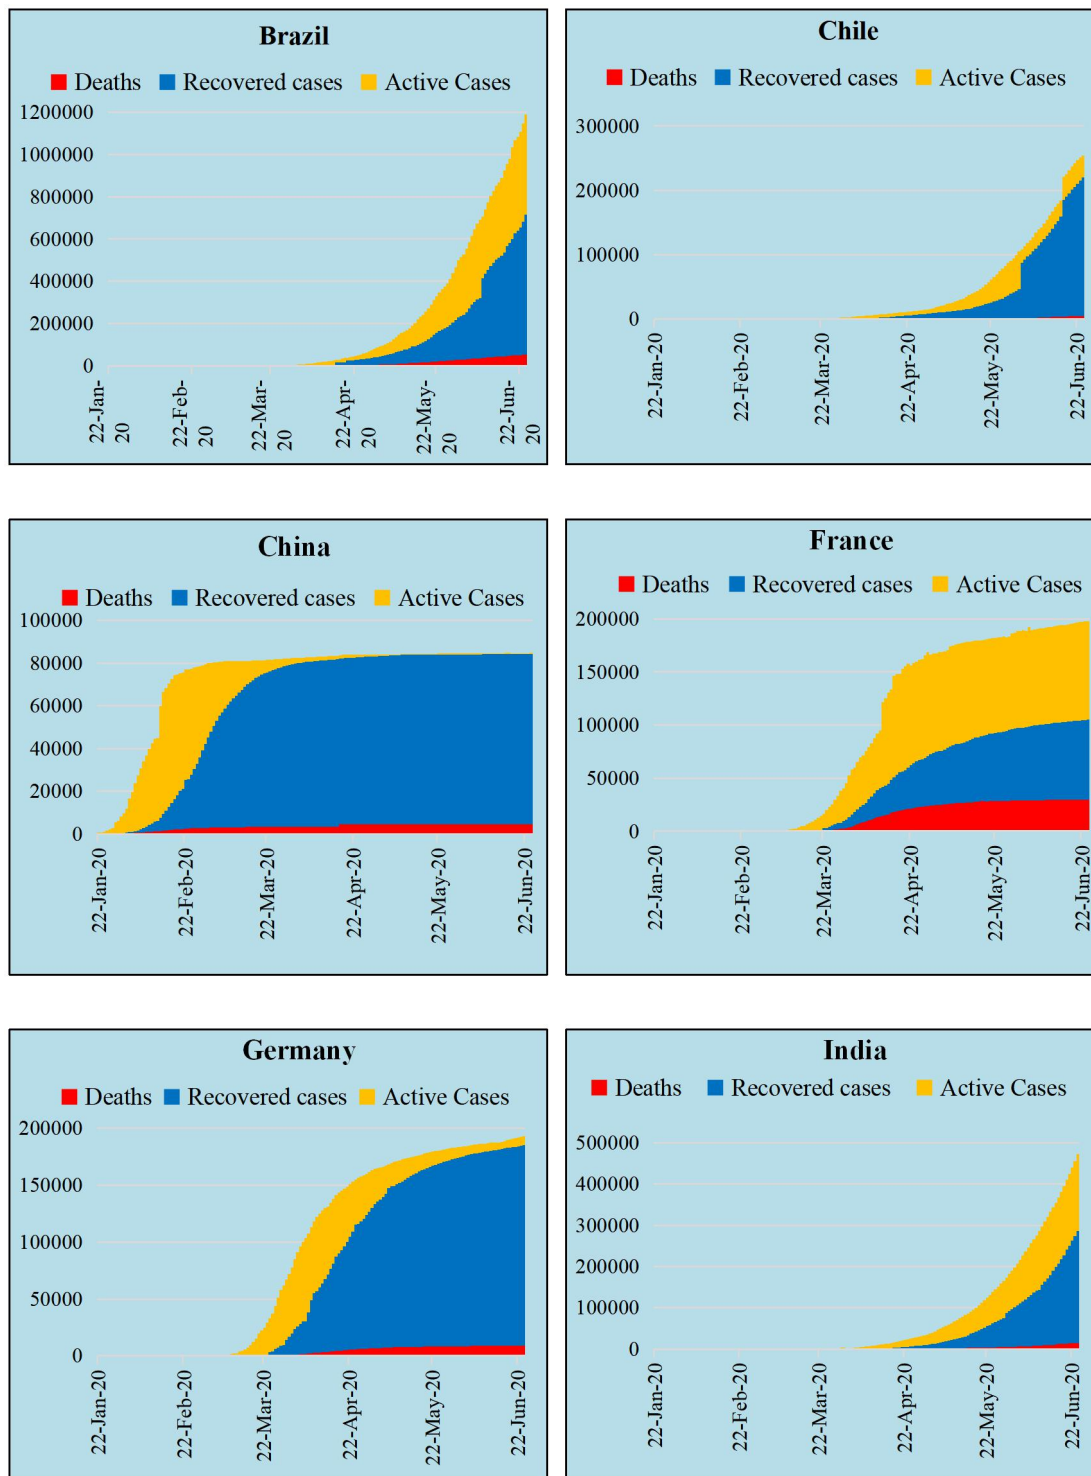 Brazil
Deaths Recovered cases Active Cases
1200000
1000000
800000
600000
400000
200000
0
22-Jan-20
22-Feb-20
22-Mar-20
22-Apr-20
22-May-20
22-Jun-20
Chile
Deaths Recovered cases Active Cases
300000
200000
100000
0
22-Jan-20
22-Feb-20
22-Mar-20
22-Apr-20
22-May-20
22-Jun-20
China
Deaths Recovered cases Active Cases
100000
80000
60000
40000
20000
0
22-Jan-20
22-Feb-20
22-Mar-20
22-Apr-20
22-May-20
22-Jun-20
France
Deaths Recovered cases Active Cases
200000
150000
100000
50000
0
22-Jan-20
22-Feb-20
22-Mar-20
22-Apr-20
22-May-20
22-Jun-20
Germany
Deaths Recovered cases Active Cases
200000
150000
100000
50000
0
22-Jan-20
22-Feb-20
22-Mar-20
22-Apr-20
22-May-20
22-Jun-20
India
Deaths Recovered cases Active Cases
500000
400000
300000
200000
100000
0
22-Jan-20
22-Feb-20
22-Mar-20
22-Apr-20
22-May-20
22-Jun-20